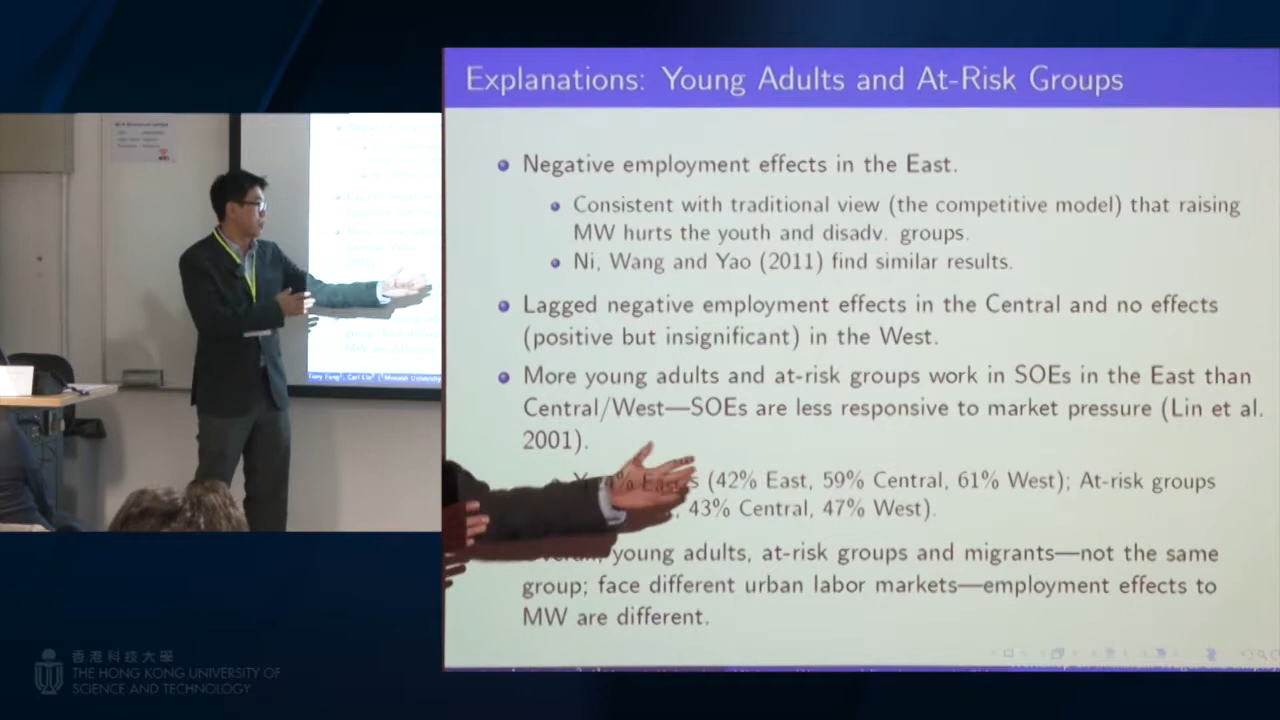 Explanations: Young Adults and At-Risk Groups
Negative employment effects in the East.
Consistent with traditional view (the competitive model) that raising
MW hurts the youth and disadv. groups.
Ni, Wang and Yao (2011) find similar results.
Lagged negative employment effects in the Central and no effects
(positive but insignificant) in the West.
More young adults and at-risk groups work in SOEs in the East than
Central/West—SOEs are less responsive to market pressure (Lin et al.
2001).
(42% East, 59% Central, 61% West); At-risk groups
43% Central, 47% West).
young adults, at-risk groups and migrants—not the same
group; face different urban labor markets—employment effects to
MW are different.
Tony Fang¹, Carl Lin² (¹Monash University
香港科技大學
THE HONG KONG UNIVERSITY OF
SCIENCE AND TECHNOLOGY